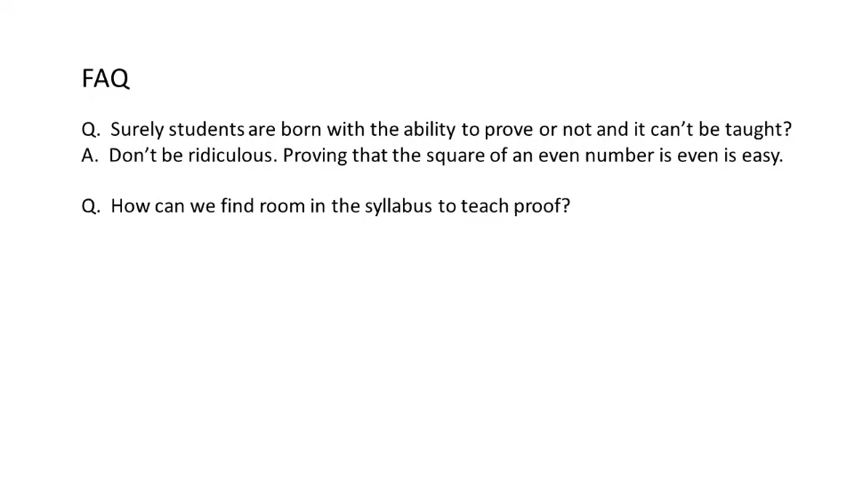 FAQ
Q. Surely students are born with the ability to prove or not and it can’t be taught?
A. Don’t be ridiculous. Proving that the square of an even number is even is easy.
Q. How can we find room in the syllabus to teach proof?